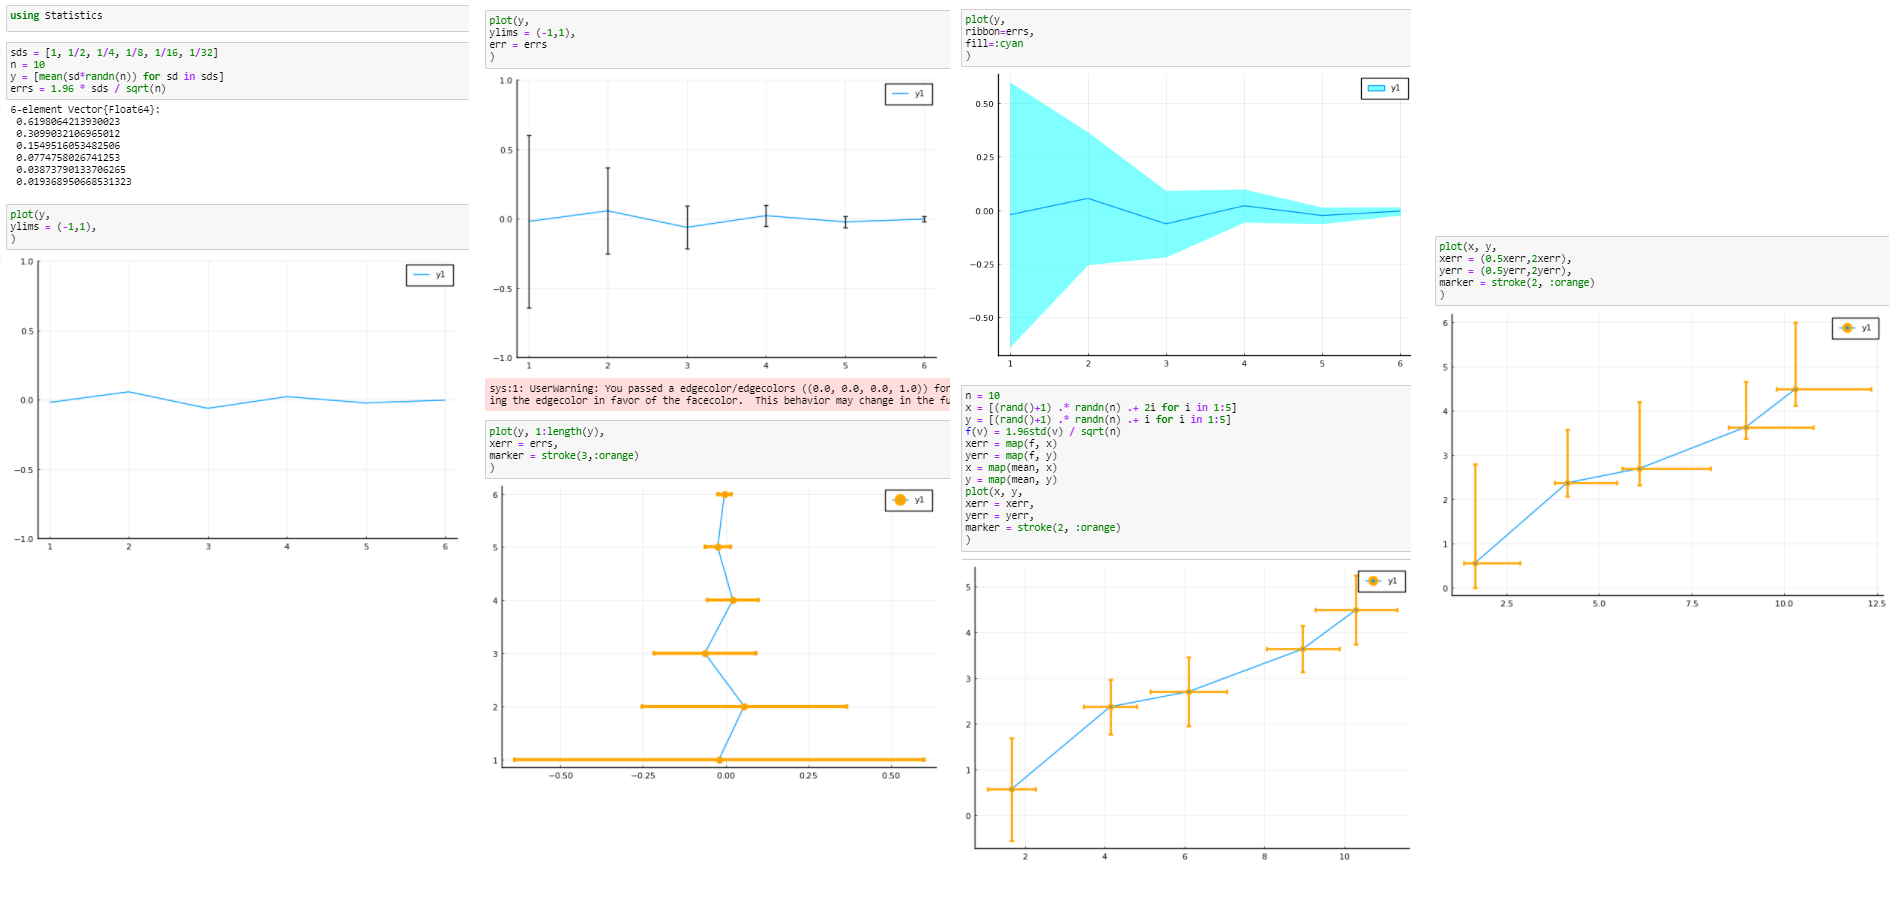 using Statistics
sds = [1, 1/2, 1/4, 1/8, 1/16, 1/32]
n = 10
y = [mean(sd*randn(n)) for sd in sds]
errs = 1.96 * sds / sqrt(n)
6-element Vector{Float64}:
0.6198064213930023
0.3099032106965012
0.1549516053482506
0.0774758026741253
0.03873790133706265
0.019368950668531323
plot(y,
ylims = (-1,1),
)
1.0
0.5
0.0
−0.5
−1.0
y1
1 2 3 4 5 6
plot(y,
ylims = (-1,1),
err = errs
)
1.0
0.5
0.0
−0.5
−1.0
y1
1 2 3 4 5 6
sys:1: UserWarning: You passed a edgecolor/edgecolors ((0.0, 0.0, 0.0, 1.0)) for
ing the edgecolor in favor of the facecolor.  This behavior may change in the fu
plot(y, 1:length(y),
xerr = errs,
marker = stroke(3,:orange)
)
6
5
4
3
2
1
y1
−0.50 −0.25 0.00 0.25 0.50
plot(y,
ribbon=errs,
fill=:cyan
)
0.50
0.25
0.00
−0.25
−0.50
y1
1 2 3 4 5 6
n = 10
x = [(rand()+1) .* randn(n) .+ 2i for i in 1:5]
y = [(rand()+1) .* randn(n) .+ i for i in 1:5]
f(v) = 1.96std(v) / sqrt(n)
xerr = map(f, x)
yerr = map(f, y)
x = map(mean, x)
y = map(mean, y)
plot(x, y,
xerr = xerr,
yerr = yerr,
marker = stroke(2, :orange)
)
5
4
3
2
1
0
y1
2 4 6 8 10
plot(x, y,
xerr = (0.5xerr,2xerr),
yerr = (0.5yerr,2yerr),
marker = stroke(2, :orange)
)
6
5
4
3
2
1
0
y1
2.5 5.0 7.5 10.0 12.5